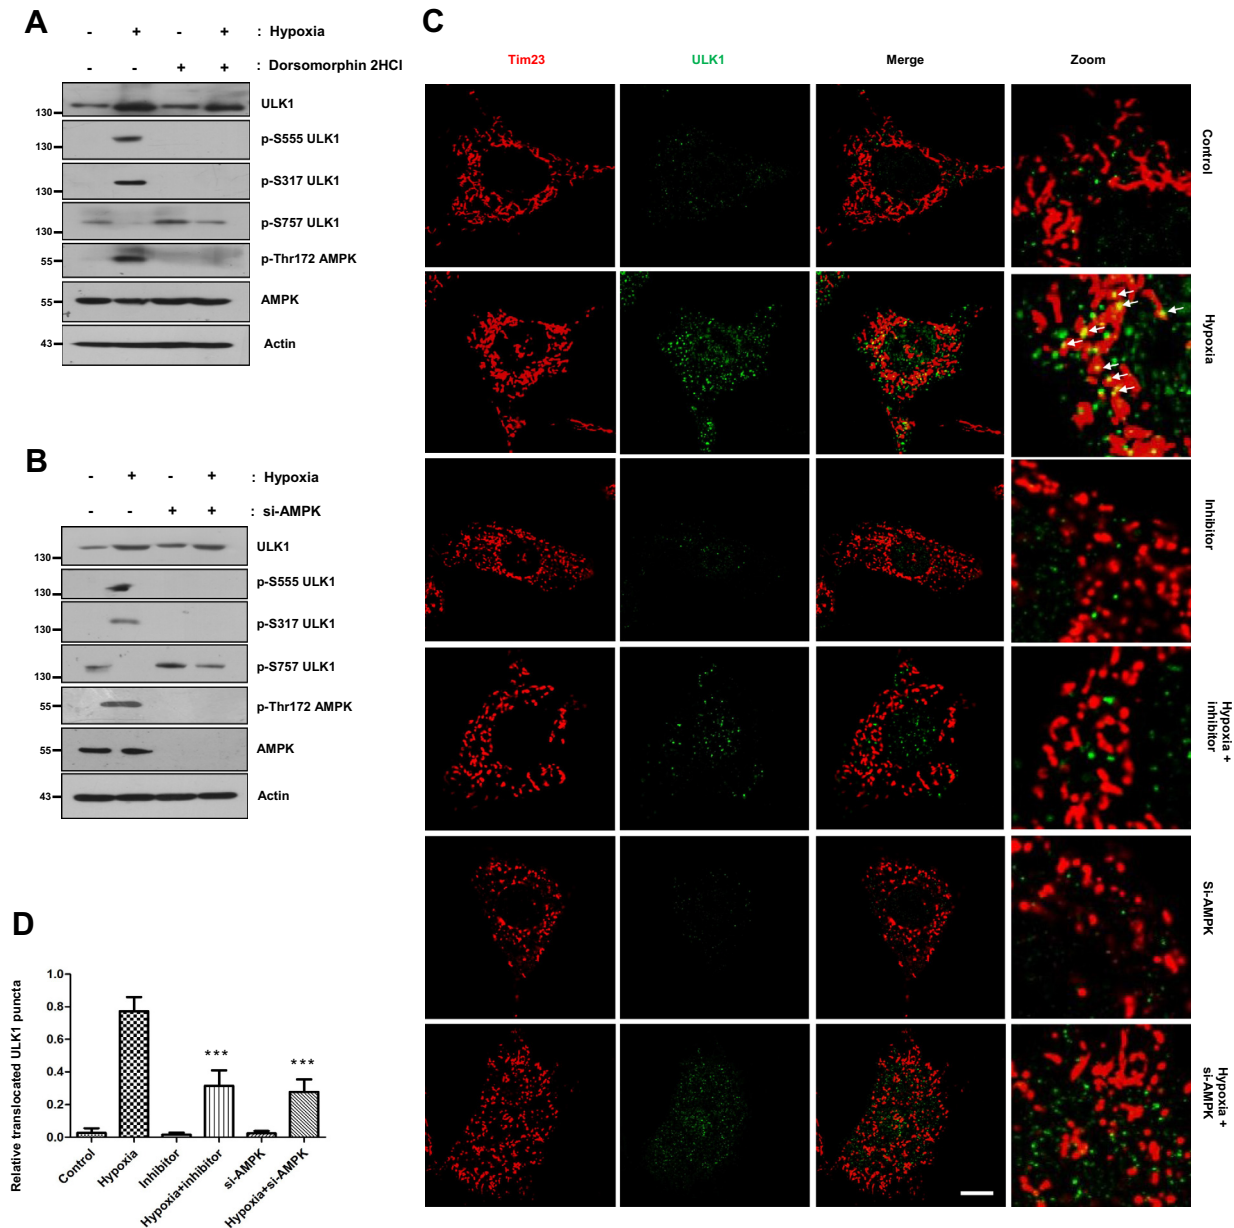 A
- + - + : Hypoxia
- - + + : Dorsomorphin 2HCl
130 ULK1
130 p-S555 ULK1
130 p-S317 ULK1
130 p-S757 ULK1
55 p-Thr172 AMPK
55 AMPK
43 Actin
B
- + - + : Hypoxia
- - + + : si-AMPK
130 ULK1
130 p-S555 ULK1
130 p-S317 ULK1
130 p-S757 ULK1
55 p-Thr172 AMPK
55 AMPK
43 Actin
C
Tim23 ULK1 Merge Zoom
Control
Hypoxia
Inhibitor
Hypoxia +
inhibitor
Si-AMPK
Hypoxia +
si-AMPK
D
Relative translocated ULK1 puncta
1.0
0.8
0.6
0.4
0.2
0.0
*** ***
Control Hypoxia Inhibitor Hypoxia+inhibitor si-AMPK Hypoxia+si-AMPK